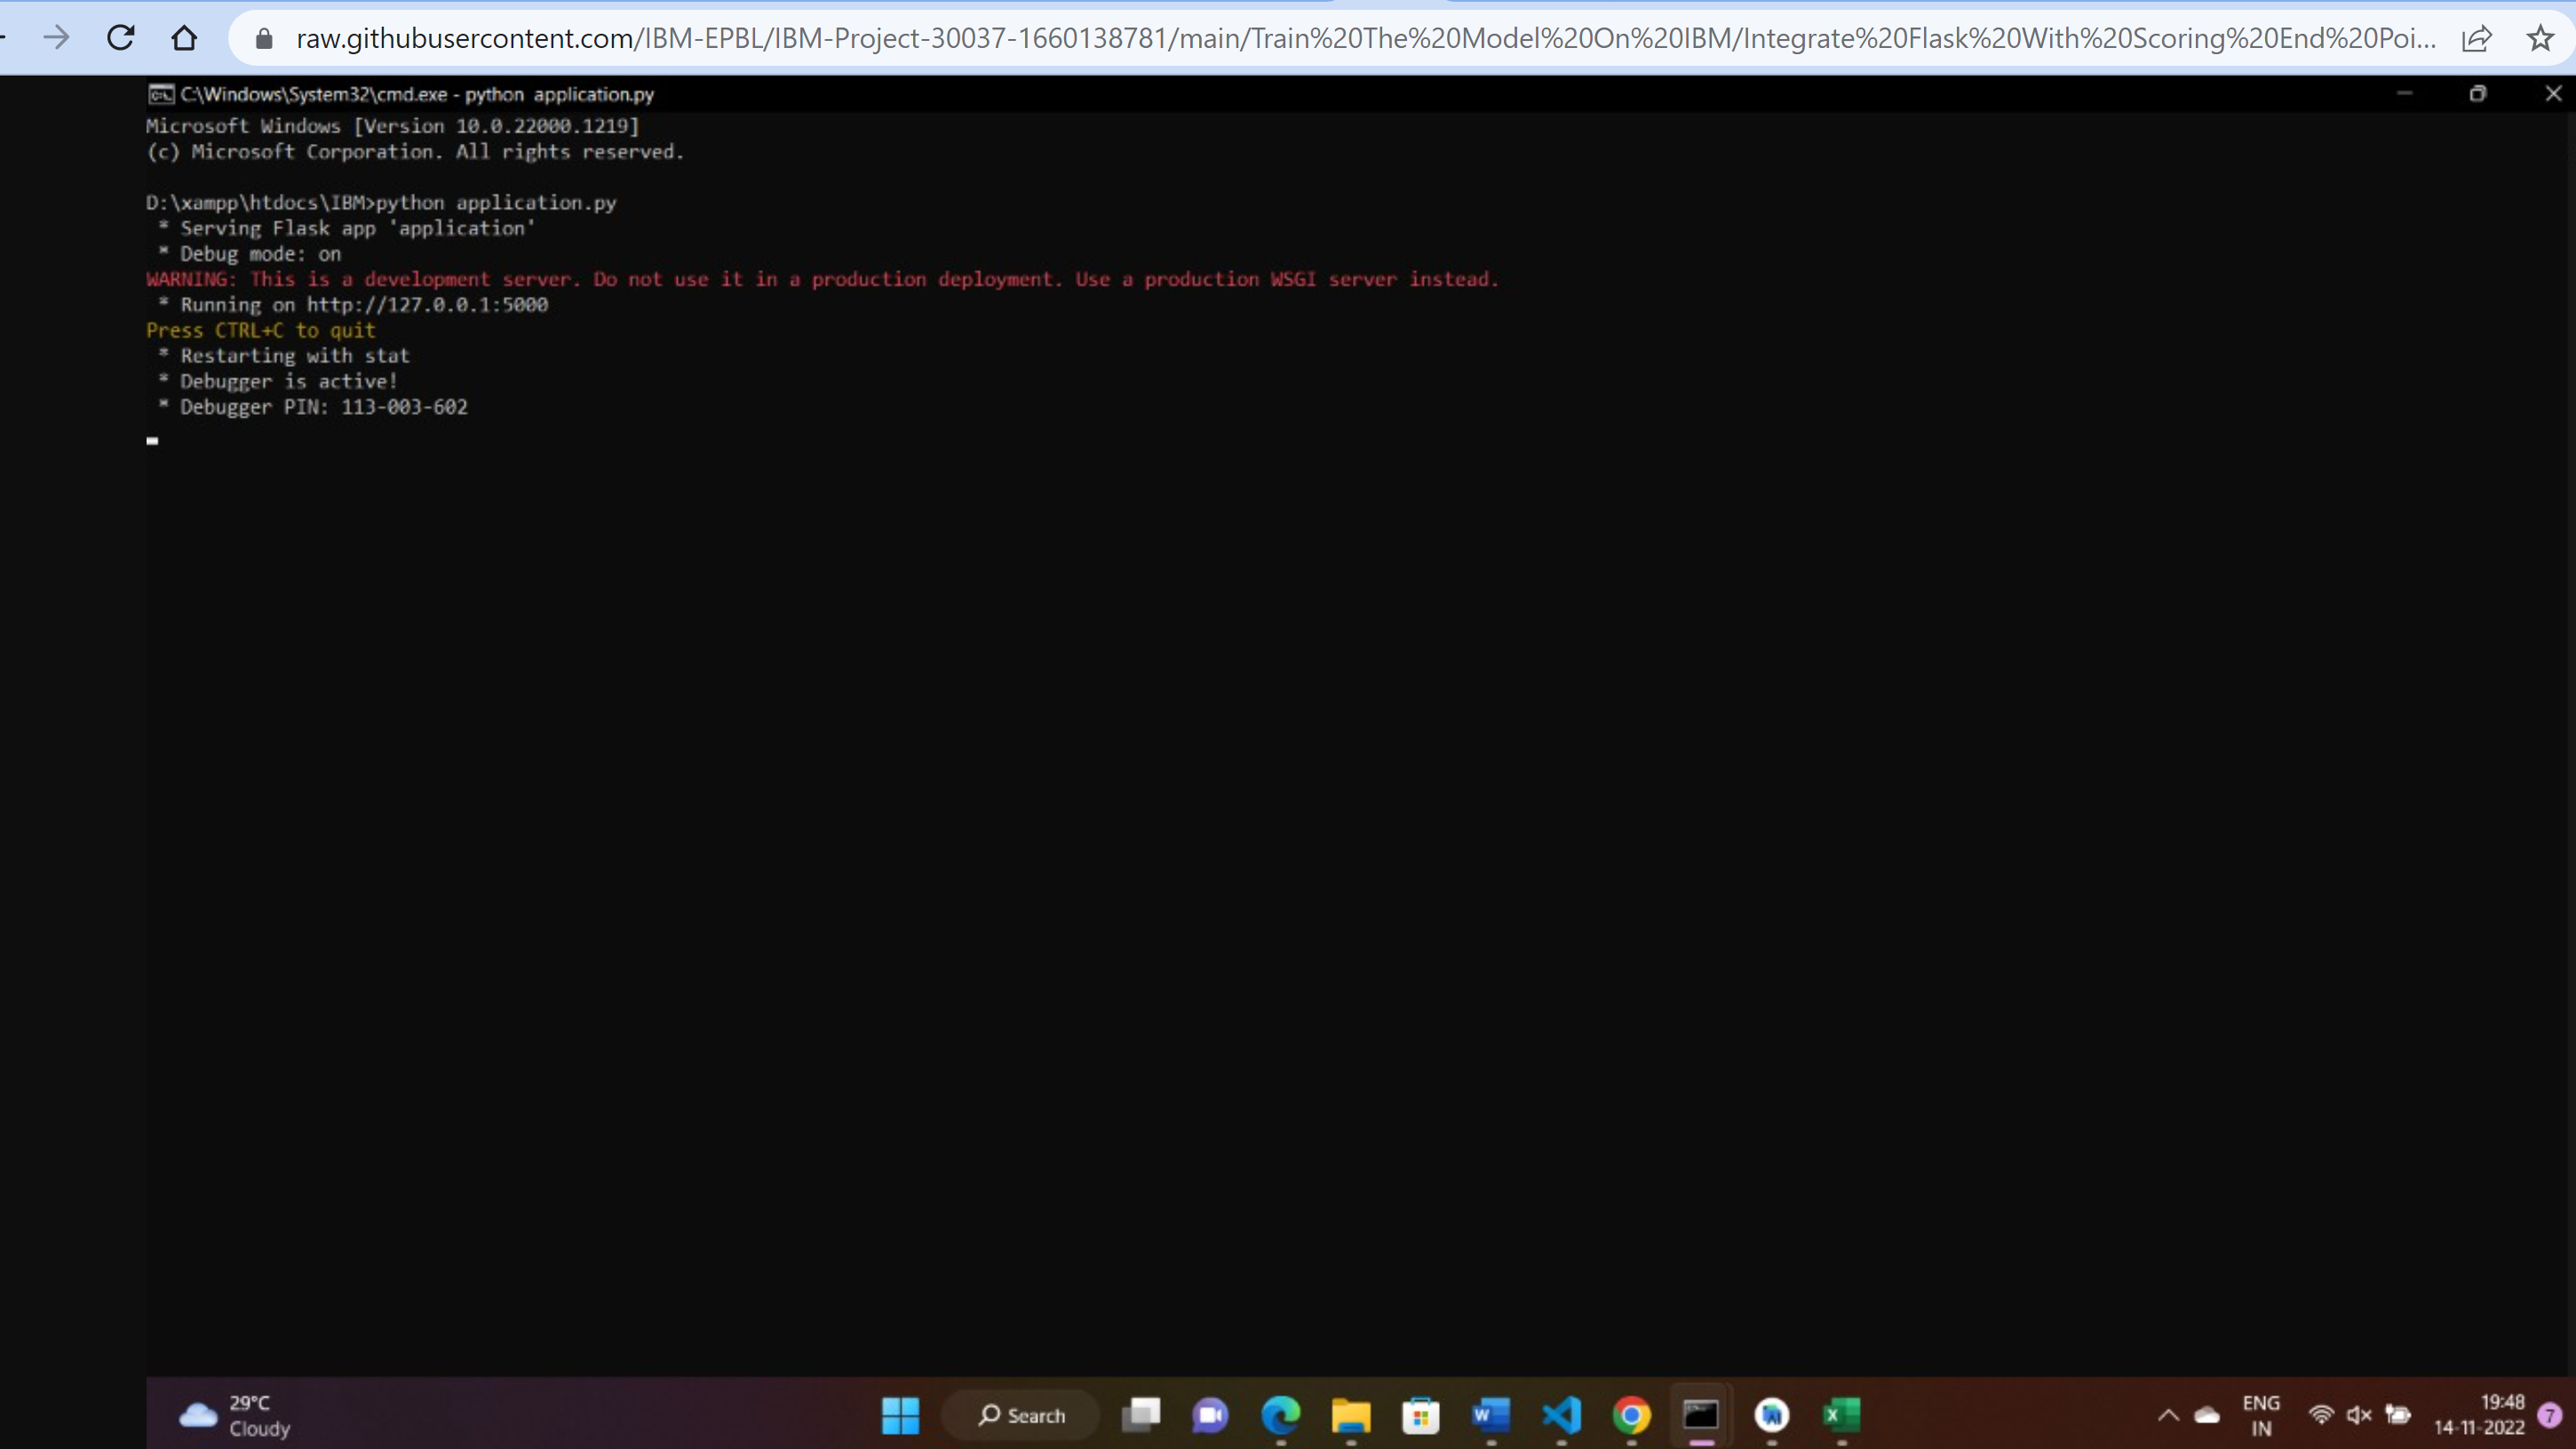 raw.githubusercontent.com/IBM-EPBL/IBM-Project-30037-1660138781/main/Train%20The%20Model%20On%20IBM/Integrate%20Flask%20With%20Scoring%20End%20Poi...
C:\Windows\System32\cmd.exe - python  application.py
Microsoft Windows [Version 10.0.22000.1219]
(c) Microsoft Corporation. All rights reserved.
D:\xampp\htdocs\IBM>python application.py
 * Serving Flask app 'application'
 * Debug mode: on
WARNING: This is a development server. Do not use it in a production deployment. Use a production WSGI server instead.
 * Running on http://127.0.0.1:5000
Press CTRL+C to quit
 * Restarting with stat
 * Debugger is active!
 * Debugger PIN: 113-003-602
29°C
Cloudy
Search
ENG
IN
19:48
14-11-2022
7